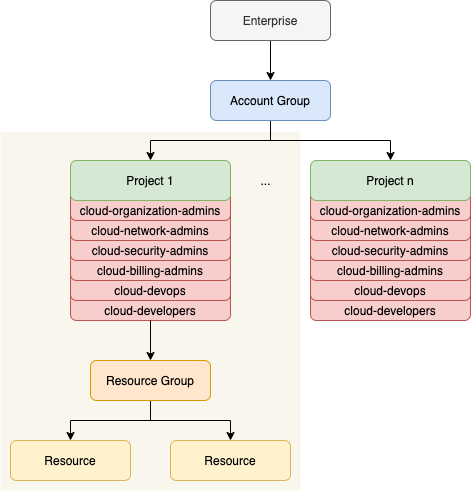 Enterprise
Account Group
Project 1
...
Project n
cloud-organization-admins
cloud-network-admins
cloud-security-admins
cloud-billing-admins
cloud-devops
cloud-developers
cloud-organization-admins
cloud-network-admins
cloud-security-admins
cloud-billing-admins
cloud-devops
cloud-developers
Resource Group
Resource
Resource